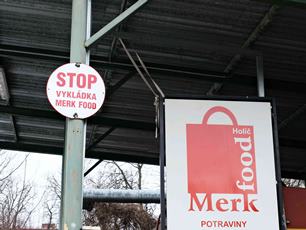 STOP
VYKLÁDKA
MERK FOOD
Holíč
food
Merk
POTRAVINY